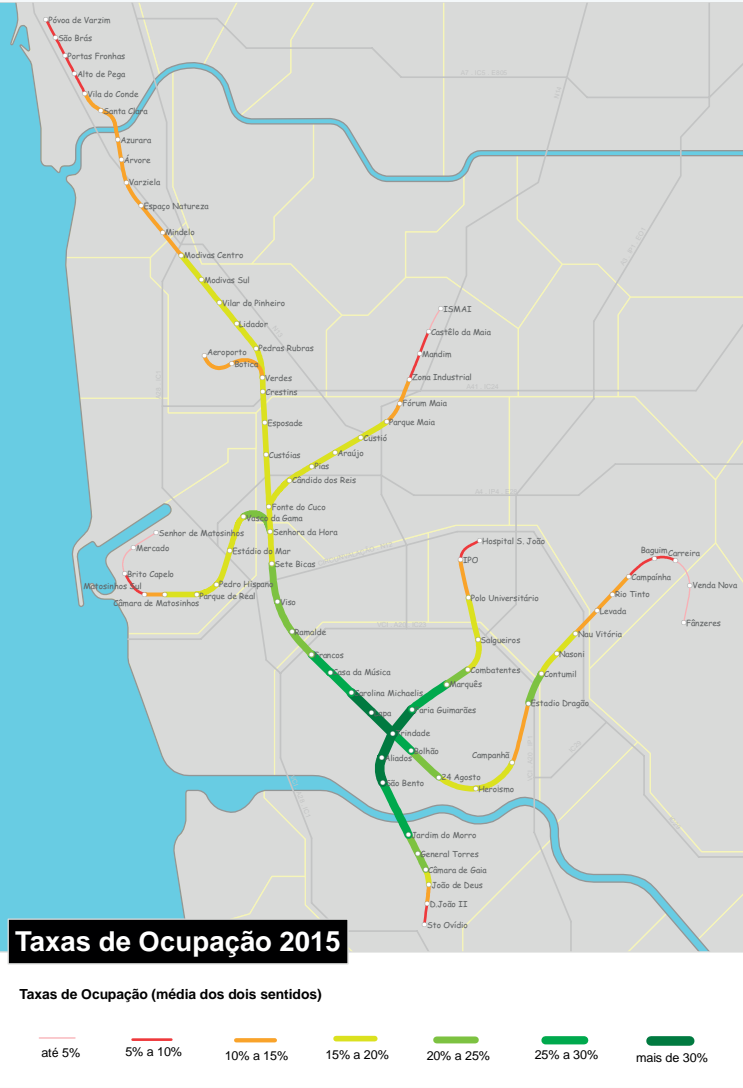 Póvoa de Varzim
São Brás
Portas Fronhas
Alto de Pega
Vila do Conde
Santa Clara
Azurara
Árvore
Varziela
Espaço Natureza
Mindelo
Modivas Centro
Modivas Sul
Vilar do Pinheiro
Lidador
Pedras Rubras
Aeroporto
Botica
Verdes
Crestins
Esposade
Custóias
ISMAI
Castêlo da Maia
Mandim
Zona Industrial
Fórum Maia
Parque Maia
Custió
Araújo
Pias
Cândido dos Reis
Fonte do Cuco
Vasco da Gama
Senhora da Hora
Senhor de Matosinhos
Mercado
Estádio do Mar
Sete Bicas
Brito Capelo
Matosinhos Sul
Câmara de Matosinhos
Pedro Hispano
Parque de Real
Viso
Ramalde
Francos
Casa da Música
Carolina Michaelis
Lapa
Trindade
Hospital S. João
IPO
Polo Universitário
Salgueiros
Combatentes
Marquês
Faria Guimarães
Baguim
Carreira
Campainha
Venda Nova
Rio Tinto
Levada
Fânzeres
Nau Vitória
Nasoni
Contumil
Estadio Dragão
Campanhã
Bolhão
24 Agosto
Heroismo
Aliados
São Bento
Jardim do Morro
General Torres
Câmara de Gaia
João de Deus
D.João II
Sto Ovídio
Taxas de Ocupação 2015
Taxas de Ocupação (média dos dois sentidos)
até 5%
5% a 10%
10% a 15%
15% a 20%
20% a 25%
25% a 30%
mais de 30%